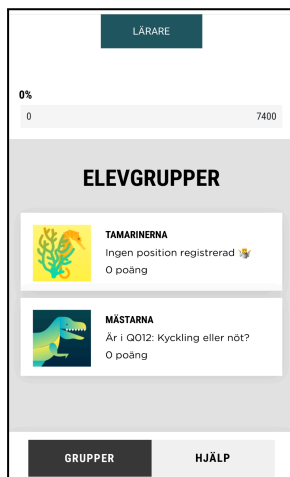 LÄRARE
0%
0 7400
ELEVGRUPPER
TAMARINERNA
Ingen position registrerad 🤷
0 poäng
MÄSTARNA
Är i Q012: Kyckling eller nöt?
0 poäng
GRUPPER HJÄLP